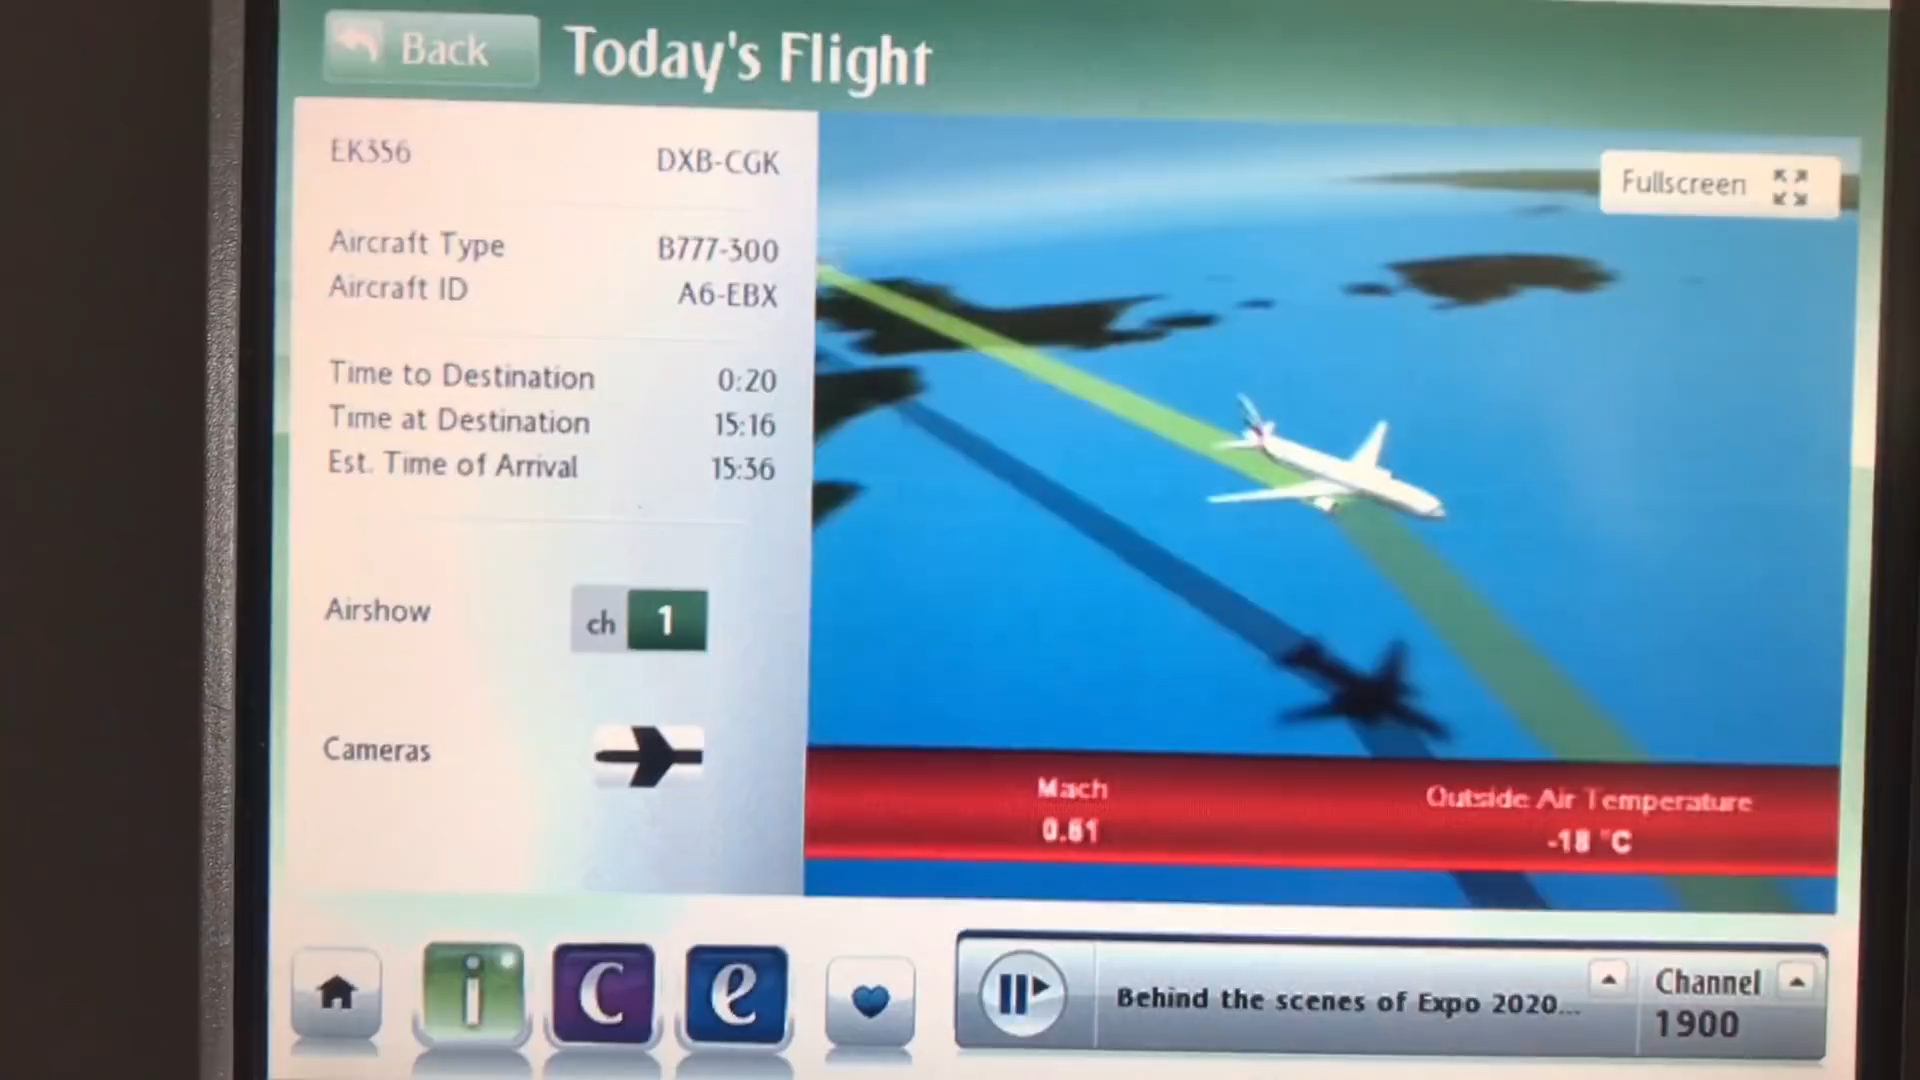 Back
Today's Flight
EK356
DXB-CGK
Fullscreen
Aircraft Type
B777-300
Aircraft ID
A6-EBX
Time to Destination
0:20
Time at Destination
15:16
Est. Time of Arrival
15:36
Airshow
ch 1
Cameras
Mach
0.61
Outside Air Temperature
-18 °C
i
C
e
Behind the scenes of Expo 2020...
Channel
1900